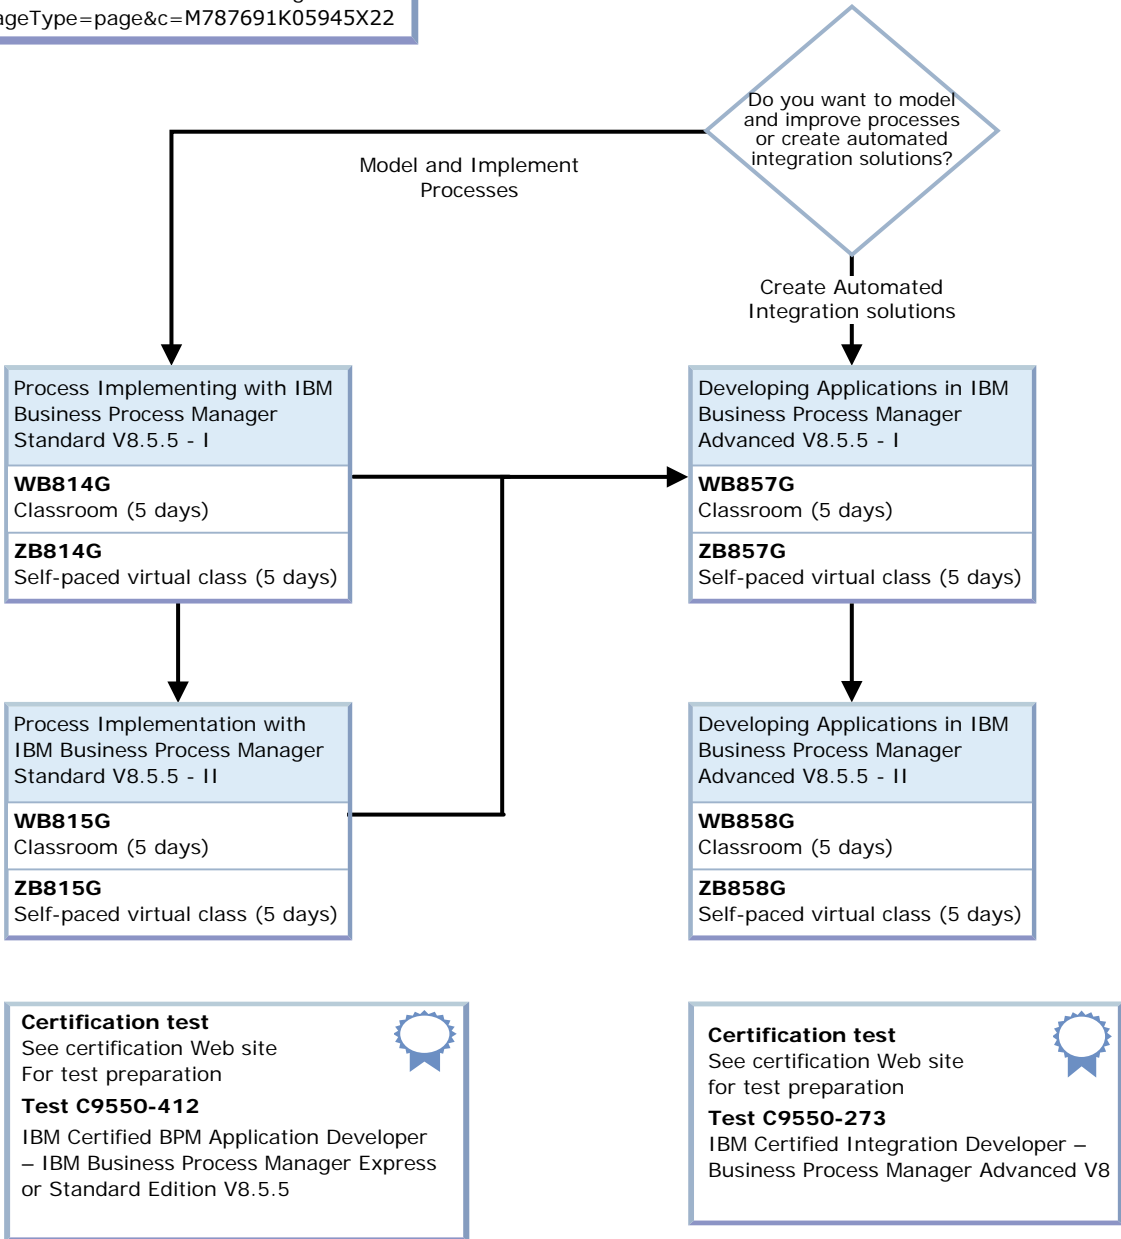 ageType=page&c=M787691K05945X22
Do you want to model
and improve processes
or create automated
integration solutions?
Model and Implement
Processes
Create Automated
Integration solutions
Process Implementing with IBM
Business Process Manager
Standard V8.5.5 - I
WB814G
Classroom (5 days)
ZB814G
Self-paced virtual class (5 days)
Developing Applications in IBM
Business Process Manager
Advanced V8.5.5 - I
WB857G
Classroom (5 days)
ZB857G
Self-paced virtual class (5 days)
Process Implementation with
IBM Business Process Manager
Standard V8.5.5 - II
WB815G
Classroom (5 days)
ZB815G
Self-paced virtual class (5 days)
Developing Applications in IBM
Business Process Manager
Advanced V8.5.5 - II
WB858G
Classroom (5 days)
ZB858G
Self-paced virtual class (5 days)
Certification test
See certification Web site
For test preparation
Test C9550-412
IBM Certified BPM Application Developer
– IBM Business Process Manager Express
or Standard Edition V8.5.5
Certification test
See certification Web site
for test preparation
Test C9550-273
IBM Certified Integration Developer –
Business Process Manager Advanced V8